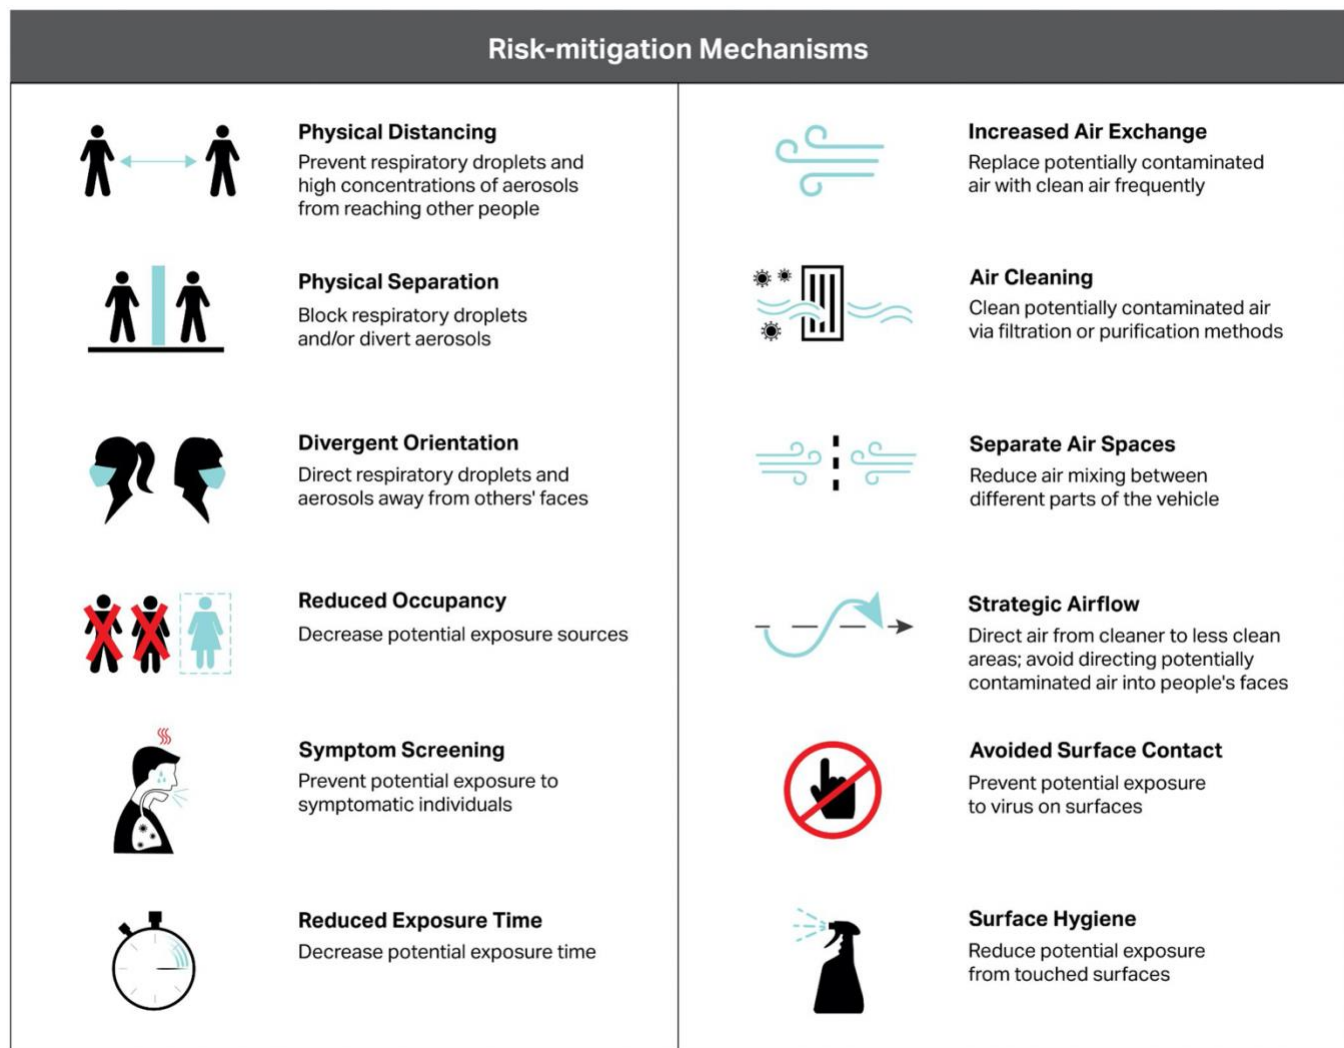 Risk-mitigation Mechanisms
Physical Distancing
Prevent respiratory droplets and
high concentrations of aerosols
from reaching other people
Physical Separation
Block respiratory droplets
and/or divert aerosols
Divergent Orientation
Direct respiratory droplets and
aerosols away from others' faces
Reduced Occupancy
Decrease potential exposure sources
Symptom Screening
Prevent potential exposure to
symptomatic individuals
Reduced Exposure Time
Decrease potential exposure time
Increased Air Exchange
Replace potentially contaminated
air with clean air frequently
Air Cleaning
Clean potentially contaminated air
via filtration or purification methods
Separate Air Spaces
Reduce air mixing between
different parts of the vehicle
Strategic Airflow
Direct air from cleaner to less clean
areas; avoid directing potentially
contaminated air into people's faces
Avoided Surface Contact
Prevent potential exposure
to virus on surfaces
Surface Hygiene
Reduce potential exposure
from touched surfaces